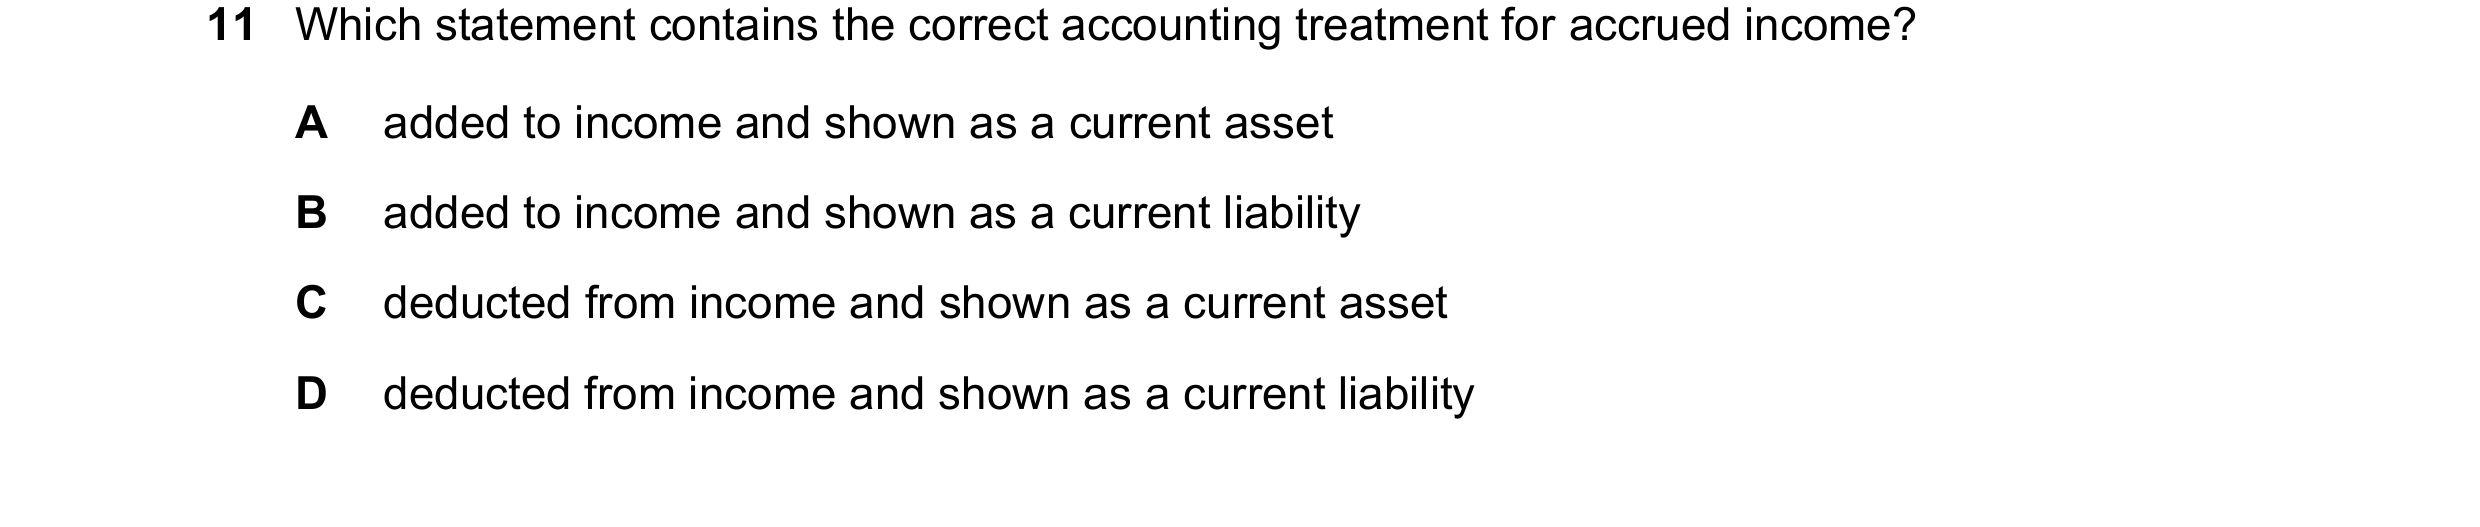 11 Which statement contains the correct accounting treatment for accrued income?
A added to income and shown as a current asset
B added to income and shown as a current liability
C deducted from income and shown as a current asset
D deducted from income and shown as a current liability